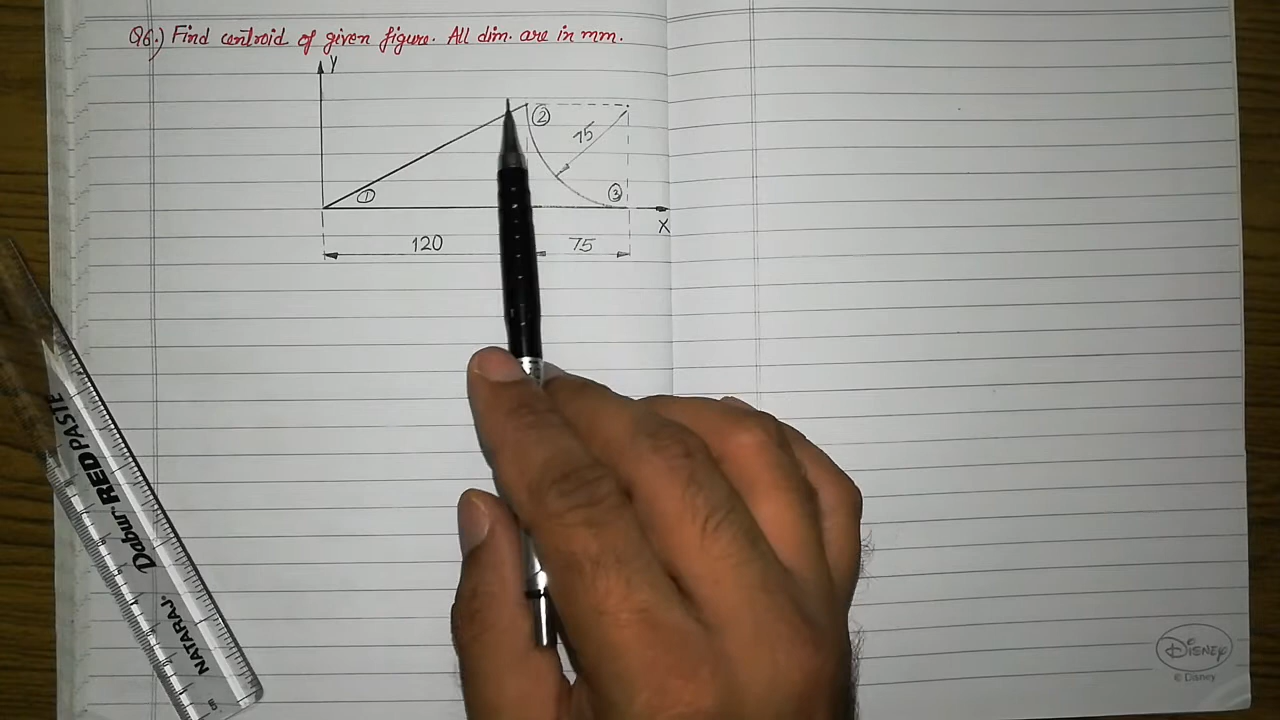 Q6.) Find centroid of given figure. All dim. are in mm.
Y
②
75
①
③
X
120
75
Dabur RED PASTE
NATARAJ
cm
DISNEY
© Disney